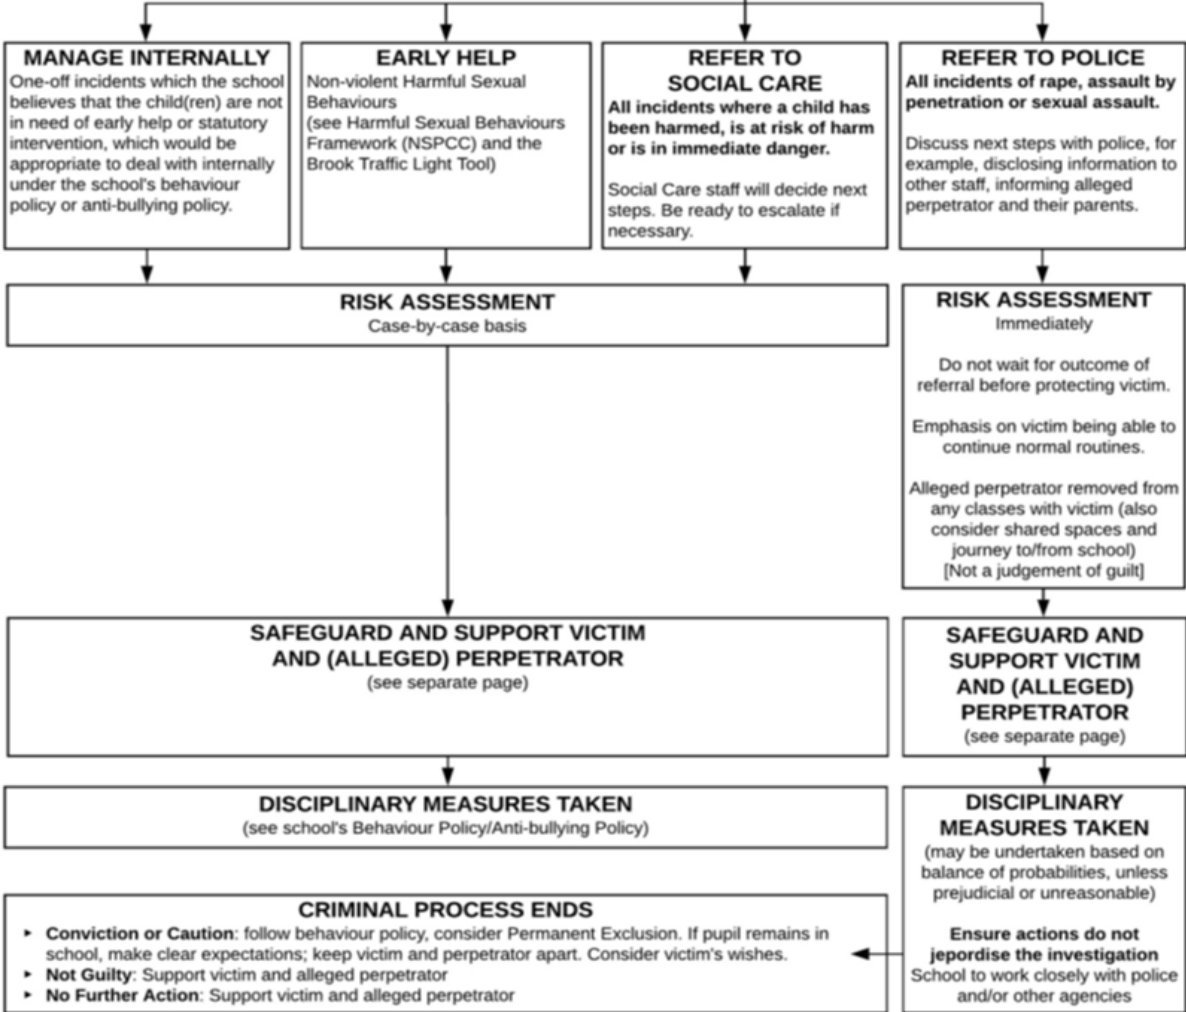 MANAGE INTERNALLY
One-off incidents which the school
believes that the child(ren) are not
in need of early help or statutory
intervention, which would be
appropriate to deal with internally
under the school's behaviour
policy or anti-bullying policy.
EARLY HELP
Non-violent Harmful Sexual
Behaviours
(see Harmful Sexual Behaviours
Framework (NSPCC) and the
Brook Traffic Light Tool)
REFER TO
SOCIAL CARE
All incidents where a child has
been harmed, is at risk of harm
or is in immediate danger.
Social Care staff will decide next
steps. Be ready to escalate if
necessary.
REFER TO POLICE
All incidents of rape, assault by
penetration or sexual assault.
Discuss next steps with police, for
example, disclosing information to
other staff, informing alleged
perpetrator and their parents.
RISK ASSESSMENT
Case-by-case basis
RISK ASSESSMENT
Immediately
Do not wait for outcome of
referral before protecting victim.
Emphasis on victim being able to
continue normal routines.
Alleged perpetrator removed from
any classes with victim (also
consider shared spaces and
journey to/from school)
[Not a judgement of guilt]
SAFEGUARD AND SUPPORT VICTIM
AND (ALLEGED) PERPETRATOR
(see separate page)
SAFEGUARD AND
SUPPORT VICTIM
AND (ALLEGED)
PERPETRATOR
(see separate page)
DISCIPLINARY MEASURES TAKEN
(see school's Behaviour Policy/Anti-bullying Policy)
DISCIPLINARY
MEASURES TAKEN
(may be undertaken based on
balance of probabilities, unless
prejudicial or unreasonable)
Ensure actions do not
jepordise the investigation
School to work closely with police
and/or other agencies
CRIMINAL PROCESS ENDS
Conviction or Caution: follow behaviour policy, consider Permanent Exclusion. If pupil remains in
school, make clear expectations; keep victim and perpetrator apart. Consider victim's wishes.
Not Guilty: Support victim and alleged perpetrator
No Further Action: Support victim and alleged perpetrator